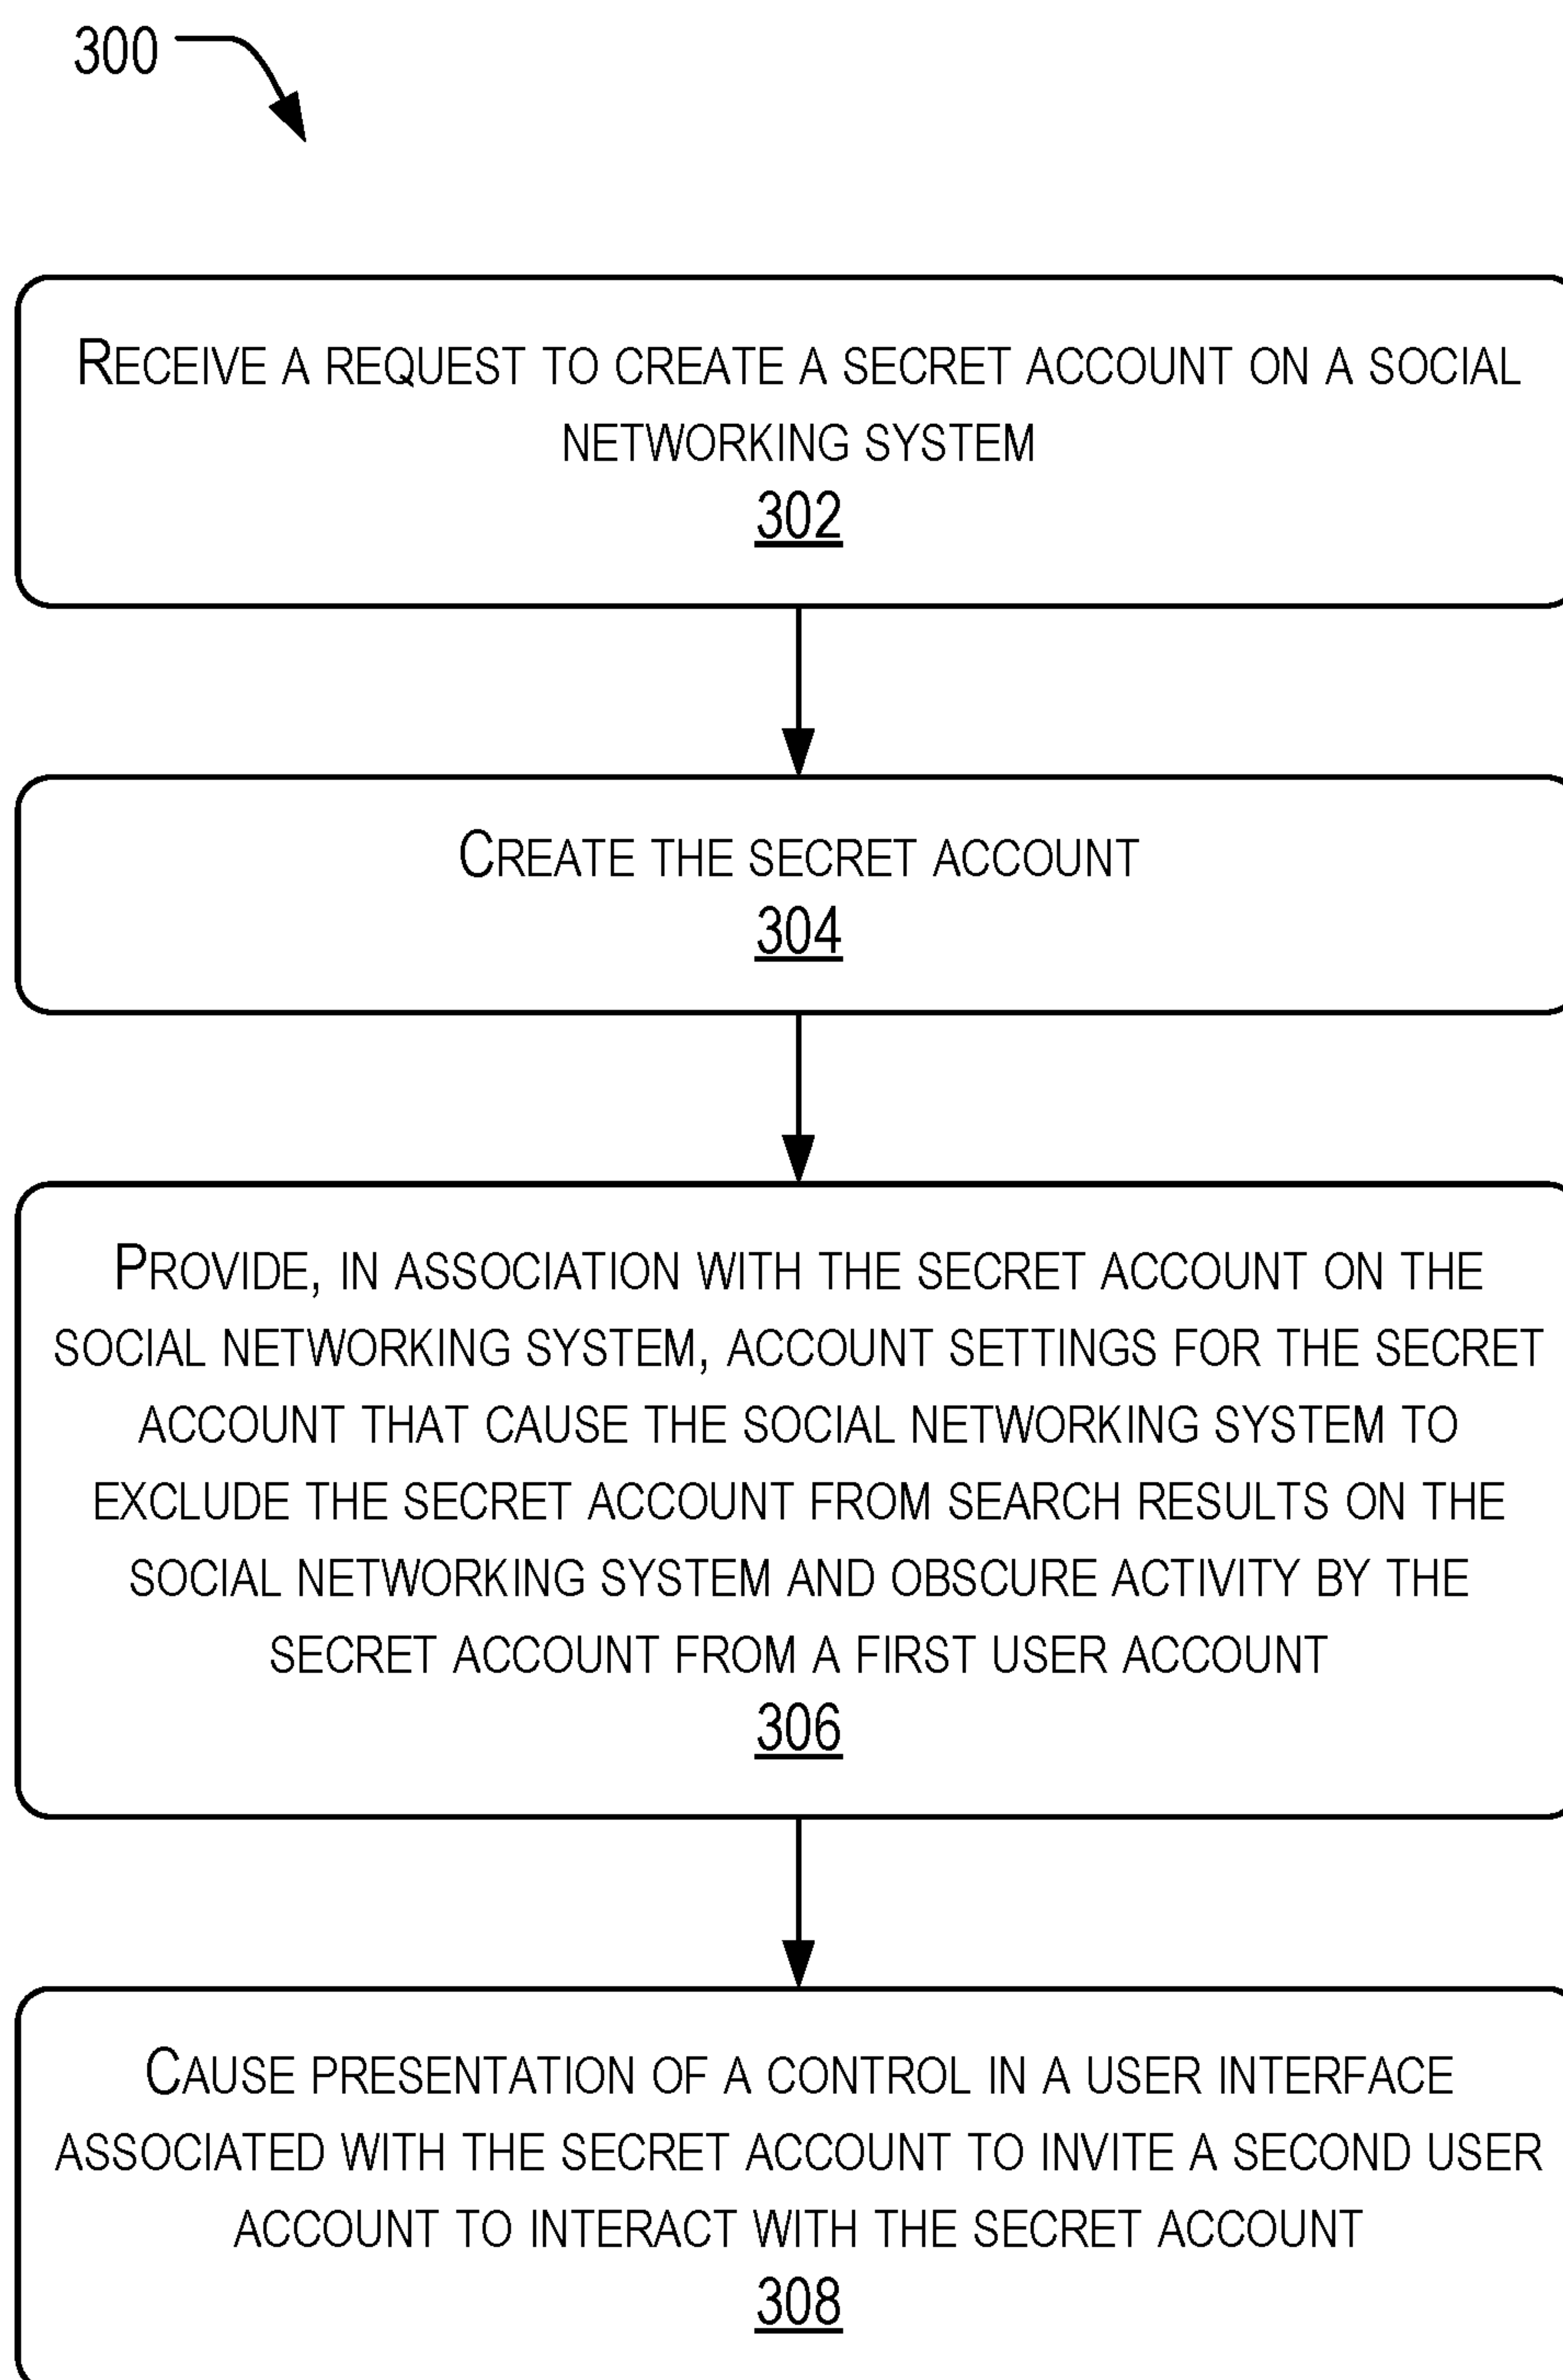 300
RECEIVE A REQUEST TO CREATE A SECRET ACCOUNT ON A SOCIAL
NETWORKING SYSTEM
302
CREATE THE SECRET ACCOUNT
304
PROVIDE, IN ASSOCIATION WITH THE SECRET ACCOUNT ON THE
SOCIAL NETWORKING SYSTEM, ACCOUNT SETTINGS FOR THE SECRET
ACCOUNT THAT CAUSE THE SOCIAL NETWORKING SYSTEM TO
EXCLUDE THE SECRET ACCOUNT FROM SEARCH RESULTS ON THE
SOCIAL NETWORKING SYSTEM AND OBSCURE ACTIVITY BY THE
SECRET ACCOUNT FROM A FIRST USER ACCOUNT
306
CAUSE PRESENTATION OF A CONTROL IN A USER INTERFACE
ASSOCIATED WITH THE SECRET ACCOUNT TO INVITE A SECOND USER
ACCOUNT TO INTERACT WITH THE SECRET ACCOUNT
308